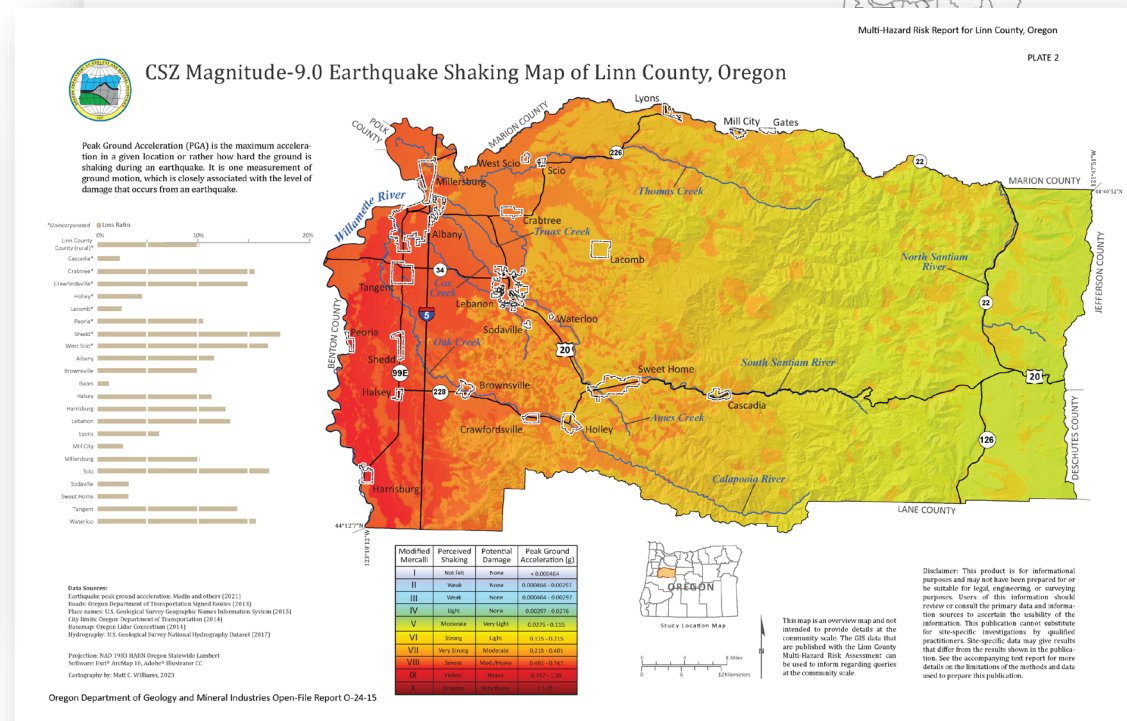 Multi-Hazard Risk Report for Linn County, Oregon
PLATE 2
CSZ Magnitude-9.0 Earthquake Shaking Map of Linn County, Oregon
Peak Ground Acceleration (PGA) is the maximum accelera-
tion in a given location or rather how hard the ground is
shaking during an earthquake. It is one measurement of
ground motion, which is closely associated with the level of
damage that occurs from an earthquake.
*Unincorporated Loss Ratio
0% 10% 20%
Linn County
County (rural)*
Cascadia*
Crabtree*
Crawfordsville*
Holley*
Lacomb*
Peoria*
Shedd*
West Scio*
Albany
Brownsville
Gates
Halsey
Harrisburg
Lebanon
Lyons
Mill City
Millersburg
Scio
Sodaville
Sweet Home
Tangent
Waterloo
POLK
COUNTY
MARION COUNTY
Lyons
Mill City
Gates
226
22
West Scio
Scio
Millersburg
Thomas Creek
MARION COUNTY
Willamette River
Crabtree
Truax Creek
Albany
Lacomb
North Santiam
River
JEFFERSON COUNTY
34
Tangent
Cox
Creek
Lebanon
22
5
Waterloo
Sodaville
BENTON COUNTY
Peoria
Oak Creek
20
Shedd
South Santiam River
99E
Sweet Home
20
Halsey
228
Brownsville
Cascadia
Ames Creek
Crawfordsville
Holley
126
DESCHUTES COUNTY
Calapooia River
Harrisburg
LANE COUNTY
44°12'7"N
123°10'12"W
Modified
Mercalli
Perceived
Shaking
Potential
Damage
Peak Ground
Acceleration (g)
I Not Felt None < 0.000464
II Weak None 0.000464 - 0.00297
III Weak None 0.000464 - 0.00297
IV Light None 0.00297 - 0.0276
V Moderate Very Light 0.0276 - 0.115
VI Strong Light 0.115 - 0.215
VII Very Strong Moderate 0.215 - 0.401
VIII Severe Mod./Heavy 0.401 - 0.747
IX Violent Heavy 0.747 - 1.39
X Extreme Very Heavy
OREGON
Study Location Map
0 4 8 Miles
0 6 12 Kilometers
N
This map is an overview map and not
intended to provide details at the
community scale. The GIS data that
are published with the Linn County
Multi-Hazard Risk Assessment can
be used to inform regarding queries
at the community scale.
Disclaimer: This product is for informational
purposes and may not have been prepared for or
be suitable for legal, engineering, or surveying
purposes. Users of this information should
review or consult the primary data and informa-
tion sources to ascertain the usability of the
information. This publication cannot substitute
for site-specific investigations by qualified
practitioners. Site-specific data may give results
that differ from the results shown in the publica-
tion. See the accompanying text report for more
details on the limitations of the methods and data
used to prepare this publication.
Data Sources:
Earthquake peak ground acceleration: Madin and others (2021)
Roads: Oregon Department of Transportation Signed Routes (2013)
Place names: U.S. Geological Survey Geographic Names Information System (2015)
City limits: Oregon Department of Transportation (2014)
Basemap: Oregon Lidar Consortium (2014)
Hydrography: U.S. Geological Survey National Hydrography Dataset (2017)
Projection: NAD 1983 HARN Oregon Statewide Lambert
Software: Esri® ArcMap 10, Adobe® Illustrator CC
Cartography by: Matt C. Williams, 2023
Oregon Department of Geology and Mineral Industries Open-File Report O-24-15